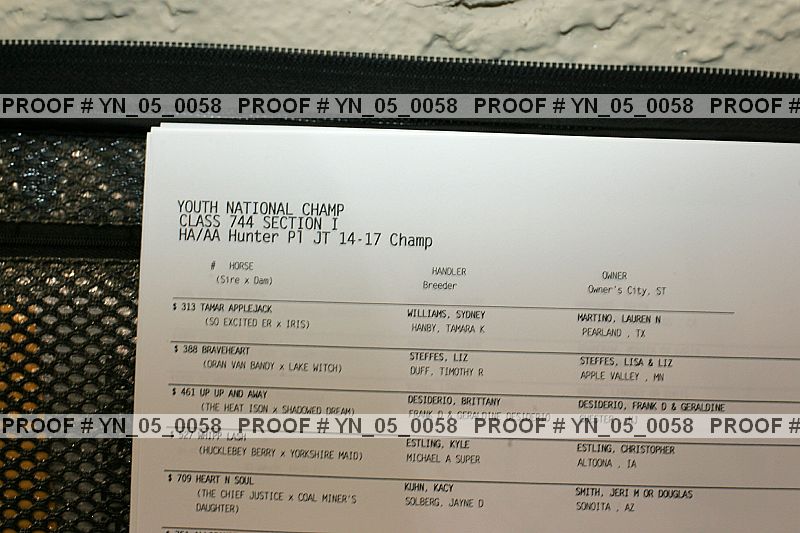 PROOF # YN_05_0058 PROOF # YN_05_0058 PROOF # YN_05_0058 PROOF #
YOUTH NATIONAL CHAMP
CLASS 744 SECTION I
HA/AA Hunter Pl JT 14-17 Champ
# HORSE HANDLER OWNER
(Sire x Dam) Breeder Owner's City, ST
$ 313 TAMAR APPLEJACK WILLIAMS, SYDNEY MARTINO, LAUREN N
(SO EXCITED ER x IRIS) HANBY, TAMARA K PEARLAND , TX
$ 388 BRAVEHEART STEFFES, LIZ STEFFES, LISA & LIZ
(ORAN VAN BANDY x LAKE WITCH) DUFF, TIMOTHY R APPLE VALLEY , MN
$ 461 UP UP AND AWAY DESIDERIO, BRITTANY DESIDERIO, FRANK D & GERALDINE
(THE HEAT ISON x SHADOWED DREAM) FRANK D & GERALDINE DESIDERIO
PROOF # YN_05_0058 PROOF # YN_05_0058 PROOF # YN_05_0058 PROOF #
WHIPP LASH ESTLING, KYLE ESTLING, CHRISTOPHER
(HUCKLEBEY BERRY x YORKSHIRE MAID) MICHAEL A SUPER ALTOONA , IA
$ 709 HEART N SOUL KUHN, KACY SMITH, JERI M OR DOUGLAS
(THE CHIEF JUSTICE x COAL MINER'S SOLBERG, JAYNE D SONOITA , AZ
DAUGHTER)